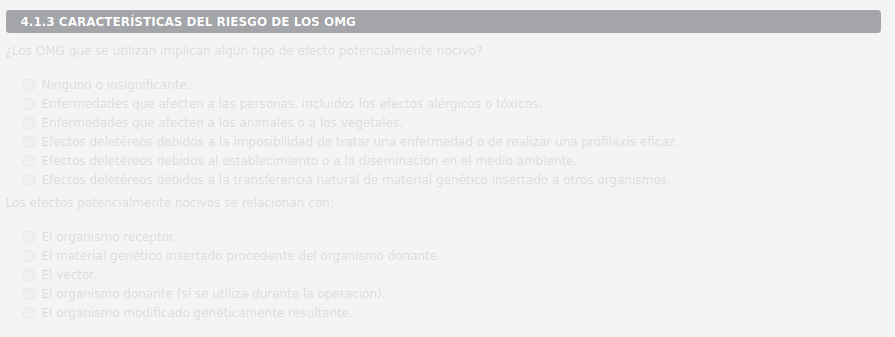 4.1.3 CARACTERÍSTICAS DEL RIESGO DE LOS OMG
¿Los OMG que se utilizan implican algún tipo de efecto potencialmente nocivo?
Ninguno o insignificante.
Enfermedades que afecten a las personas, incluidos los efectos alérgicos o tóxicos.
Enfermedades que afecten a los animales o a los vegetales.
Efectos deletéreos debidos a la imposibilidad de tratar una enfermedad o de realizar una profilaxis eficaz.
Efectos deletéreos debidos al establecimiento o a la diseminación en el medio ambiente.
Efectos deletéreos debidos a la transferencia natural de material genético insertado a otros organismos.
Los efectos potencialmente nocivos se relacionan con:
El organismo receptor.
El material genético insertado procedente del organismo donante.
El vector.
El organismo donante (si se utiliza durante la operación).
El organismo modificado genéticamente resultante.